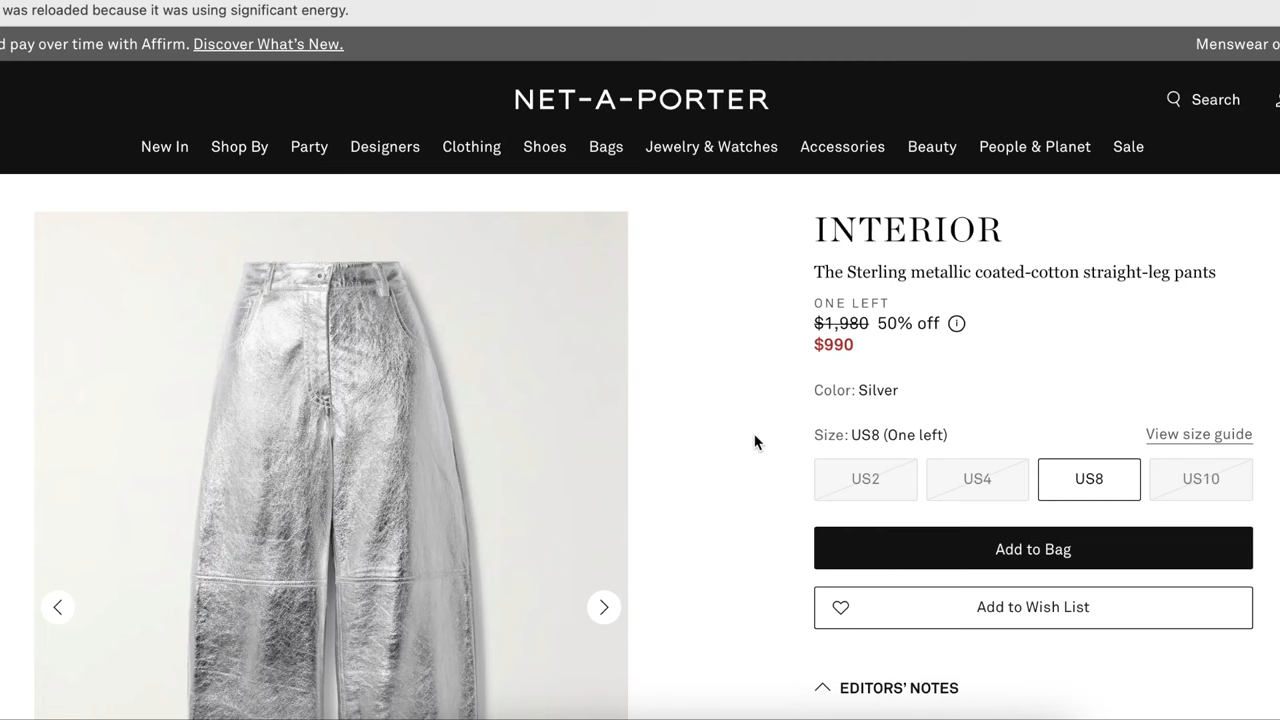 was reloaded because it was using significant energy.
pay over time with Affirm. Discover What's New.
Menswear
NET-A-PORTER
Search
New In Shop By Party Designers Clothing Shoes Bags Jewelry & Watches Accessories Beauty People & Planet Sale
INTERIOR
The Sterling metallic coated-cotton straight-leg pants
ONE LEFT
$1,980 50% off
$990
Color: Silver
Size: US8 (One left) View size guide
US2 US4 US8 US10
Add to Bag
Add to Wish List
EDITORS' NOTES